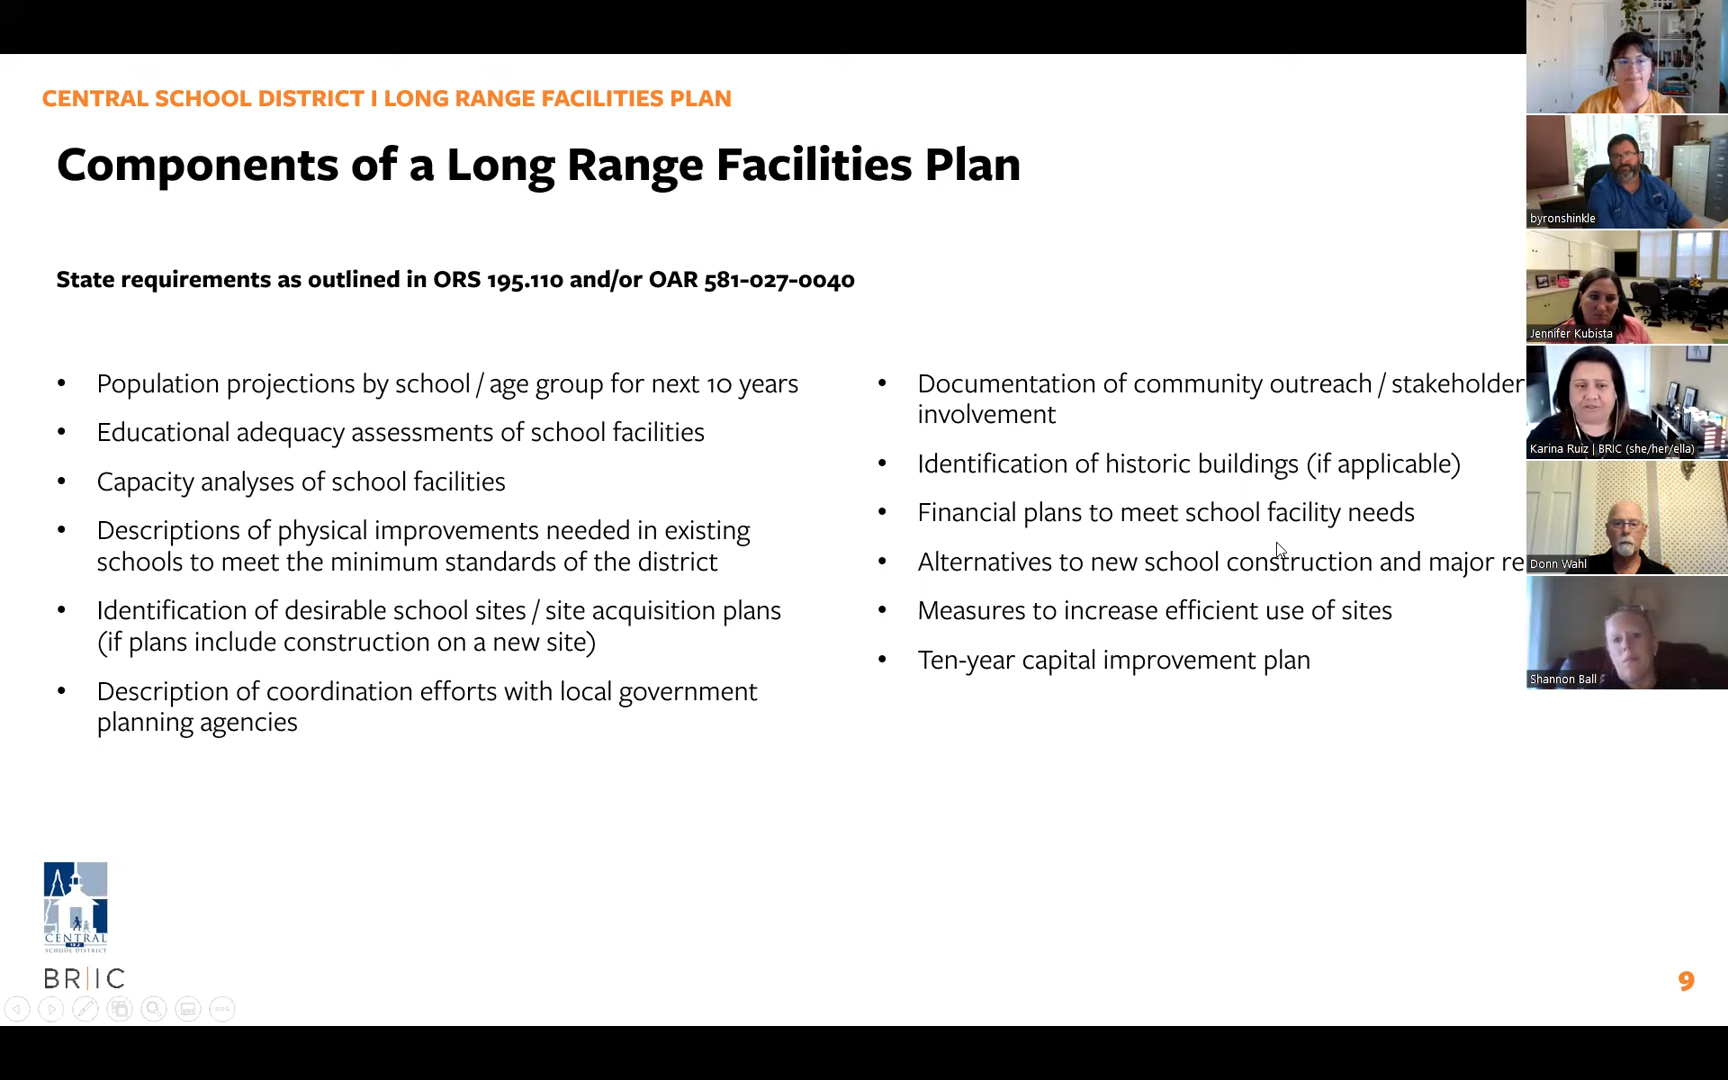 CENTRAL SCHOOL DISTRICT I LONG RANGE FACILITIES PLAN
Components of a Long Range Facilities Plan
State requirements as outlined in ORS 195.110 and/or OAR 581-027-0040
• Population projections by school / age group for next 10 years
• Educational adequacy assessments of school facilities
• Capacity analyses of school facilities
• Descriptions of physical improvements needed in existing
schools to meet the minimum standards of the district
• Identification of desirable school sites / site acquisition plans
(if plans include construction on a new site)
• Description of coordination efforts with local government
planning agencies
• Documentation of community outreach / stakeholder
involvement
• Identification of historic buildings (if applicable)
• Financial plans to meet school facility needs
• Alternatives to new school construction and major re
• Measures to increase efficient use of sites
• Ten-year capital improvement plan
byronshinkle
Jennifer Kubista
Karina Ruiz | BRIC (she/her/ella)
Donn Wahl
Shannon Ball
CENTRAL
SCHOOL DISTRICT
BR|IC
9